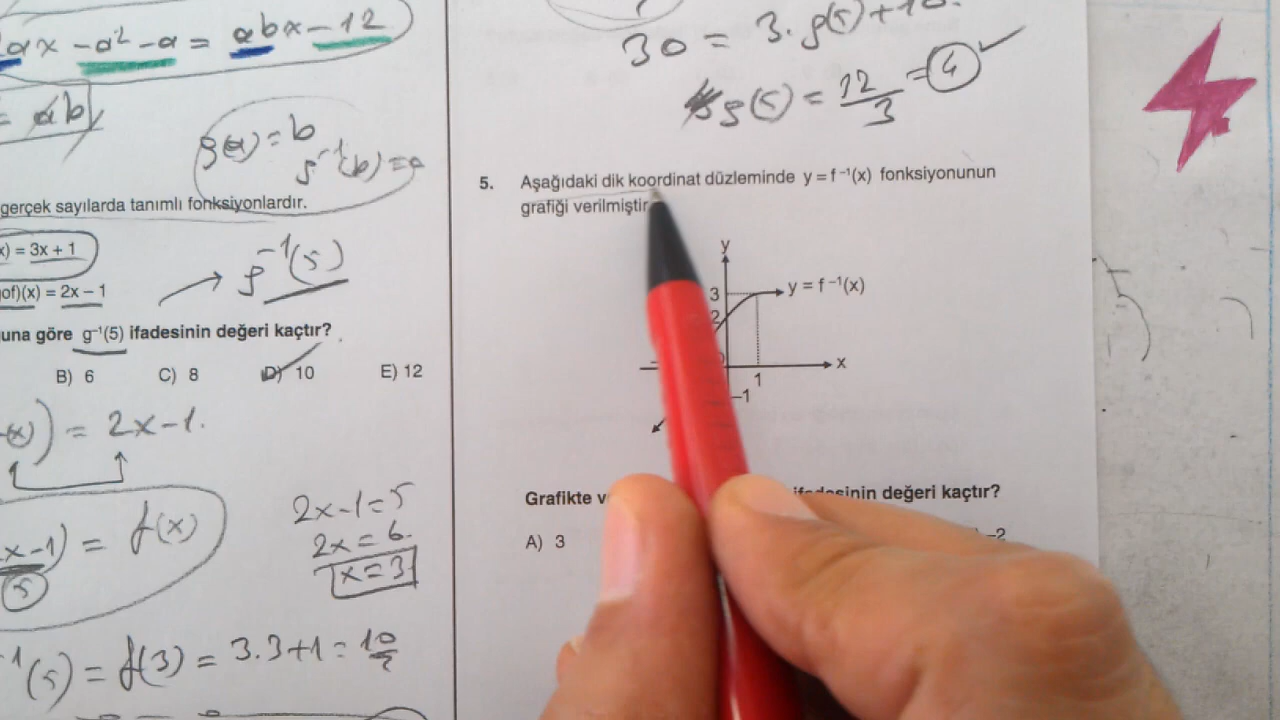 ax - a² - a = abx - 12
= ab
g(a) = b
g⁻¹(b) = a
gerçek sayılarda tanımlı fonksiyonlardır.
x) = 3x + 1
g⁻¹(5)
of)(x) = 2x - 1
una göre g⁻¹(5) ifadesinin değeri kaçtır?
B) 6 C) 8 D) 10 E) 12
(x)) = 2x - 1.
2x - 1 = 5
2x = 6.
x = 3
x - 1) = f(x)
5
⁻¹(5) = f(3) = 3.3 + 1 = 10
30 = 3. g(5) + 18.
g(5) = 12/3 = 4
5. Aşağıdaki dik koordinat düzleminde y = f⁻¹(x) fonksiyonunun
grafiği verilmiştir
y
3
y = f⁻¹(x)
2
0
x
1
-1
Grafikte ifadesinin değeri kaçtır?
A) 3 -2